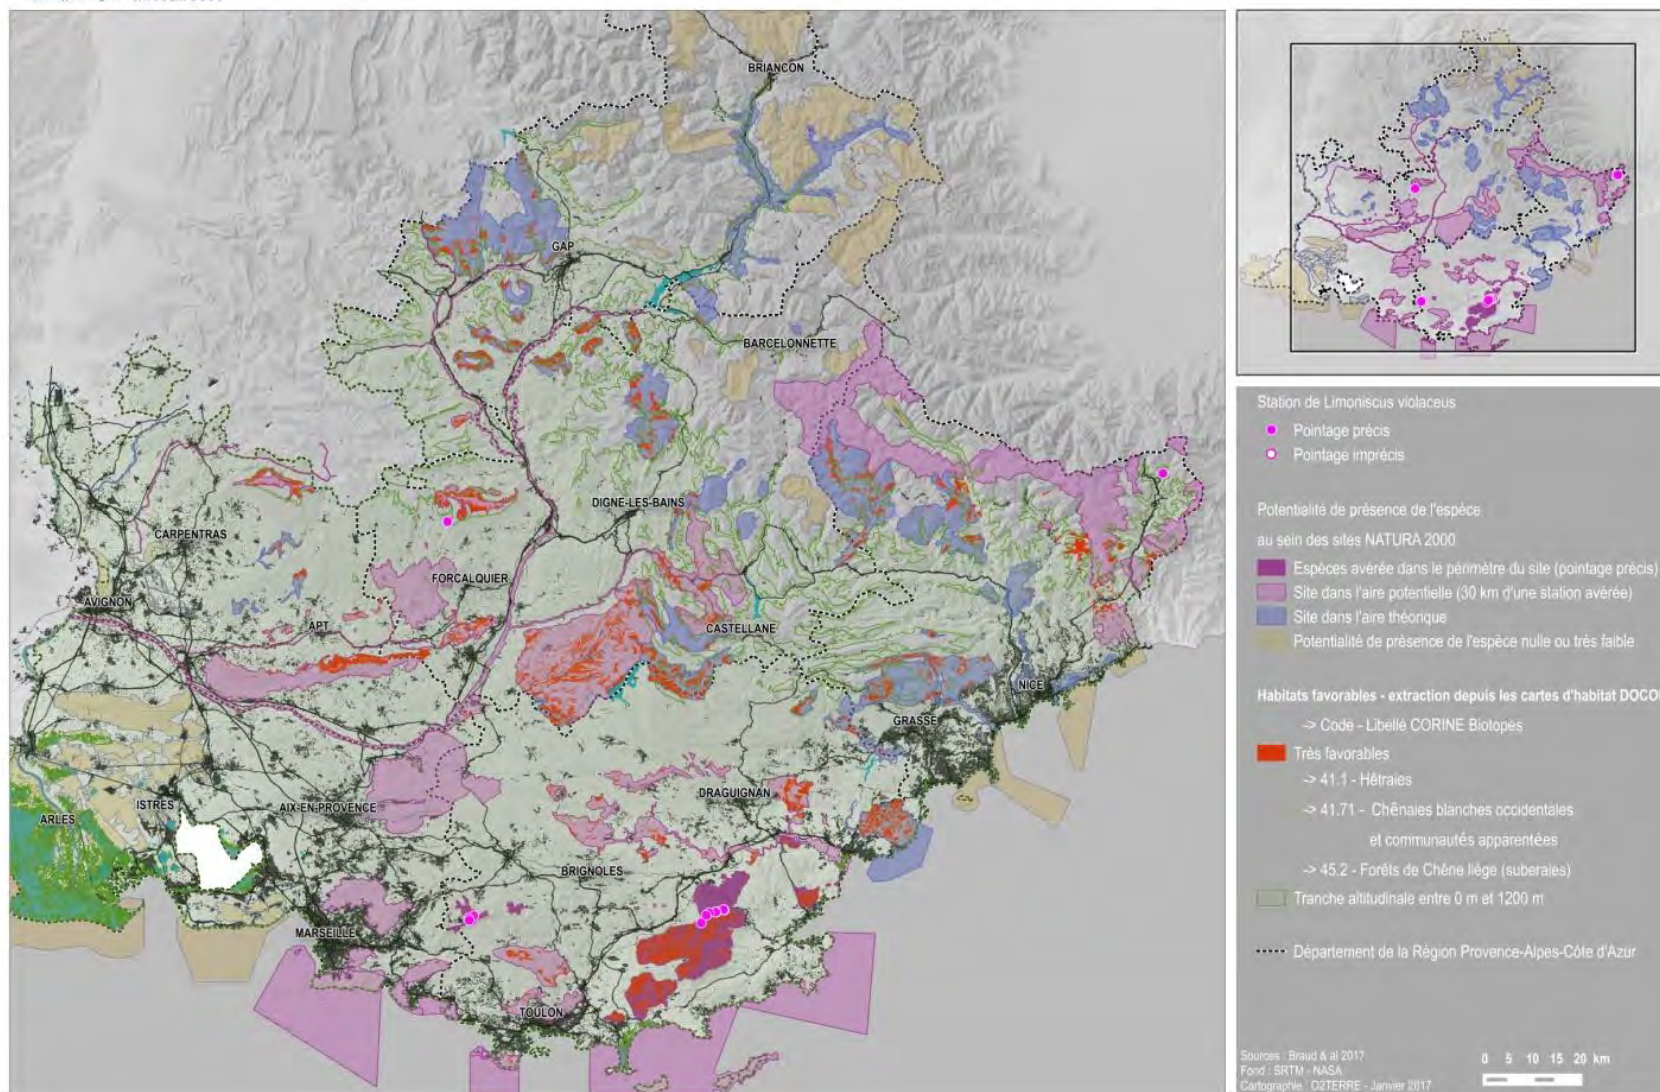 BRIANCON
GAP
BARCELONNETTE
DIGNE-LES-BAINS
CARPENTRAS
FORCALQUIER
AVIGNON
APT
CASTELLANE
NICE
GRASSE
DRAGUIGNAN
ISTRES
AIX-EN-PROVENCE
ARLES
BRIGNOLES
MARSEILLE
TOULON
Station de Limoniscus violaceus
Pointage précis
Pointage imprécis
Potentialité de présence de l'espèce
au sein des sites NATURA 2000
Espèces avérée dans le périmètre du site (pointage précis)
Site dans l'aire potentielle (30 km d'une station avérée)
Site dans l'aire théorique
Potentialité de présence de l'espèce nulle ou très faible
Habitats favorables - extraction depuis les cartes d'habitat DOCO
-> Code - Libellé CORINE Biotopes
Très favorables
-> 41.1 - Hêtraies
-> 41.71 - Chênaies blanches occidentales
et communautés apparentées
-> 45.2 - Forêts de Chêne liège (suberaies)
Tranche altitudinale entre 0 m et 1200 m
Département de la Région Provence-Alpes-Côte d'Azur
Sources : Braud & al 2017
Fond : SRTM - NASA
Cartographie : O2TERRE - Janvier 2017
0 5 10 15 20 km